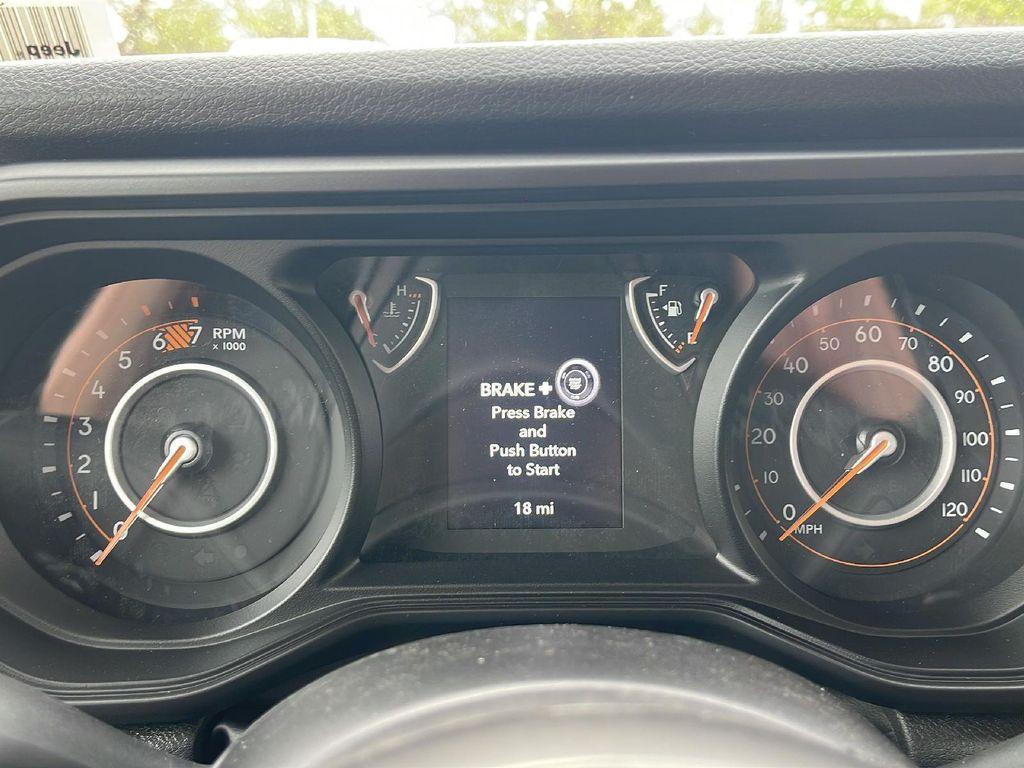 Jeep
H
F
E
RPM
x 1000
0
1
2
3
4
5
6
7
BRAKE +
Press Brake
and
Push Button
to Start
18 mi
0
10
20
30
40
50
60
70
80
90
100
110
120
MPH